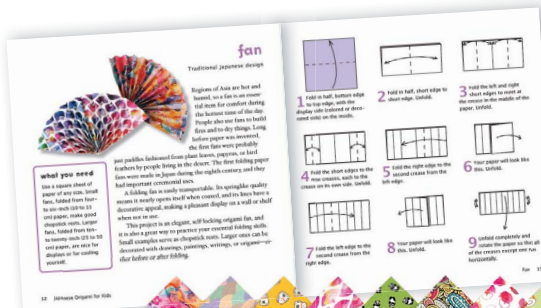 fan
Traditional Japanese design
Regions of Asia are hot and
humid, so a fan is an essen-
tial item for comfort during
the hottest time of the day.
People also use fans to build
fires and to dry things. Long
before paper was invented,
the first fans were probably
just paddles fashioned from plant leaves, papyrus, or bird
feathers by people living in the desert. The first folding paper
fans were made in Japan during the eighth century, and they
had important ceremonial uses.
A folding fan is easily transportable. Its springlike quality
means it nearly opens itself when coaxed, and its lines have a
decorative appeal, making a pleasant display on a wall or shelf
when not in use.
This project is an elegant, self locking origami fan, and
it is also a great way to practice your essential folding skills.
Small examples serve as chopstick rests. Larger ones can be
decorated with drawings, paintings, writings, or origami—ei-
ther before or after folding.
what you need
Use a square sheet of
paper of any size. Small
fans, folded from four-
to six-inch (10 to 15
cm) paper, make good
chopstick rests. Larger
fans, folded from ten-
to twenty-inch (25 to 50
cm) paper, are nice for
displays or for cooling
yourself.
12 Japanese Origami for Kids
1 Fold in half, bottom edge
to top edge, with the
display side (colored or deco-
rated side) on the inside.
2 Fold in half, short edge to
short edge. Unfold.
3 Fold the left and right
short edges to meet at
the crease in the middle of the
paper. Unfold.
4 Fold the short edges to the
new creases, each to the
crease on its own side. Unfold.
5 Fold the right edge to the
second crease from the
left edge.
6 Your paper will look like
this. Unfold.
7 Fold the left edge to the
second crease from the
right edge.
8 Your paper will look like
this. Unfold.
9 Unfold completely and
rotate the paper so that all
of the creases except one run
horizontally.
Fan